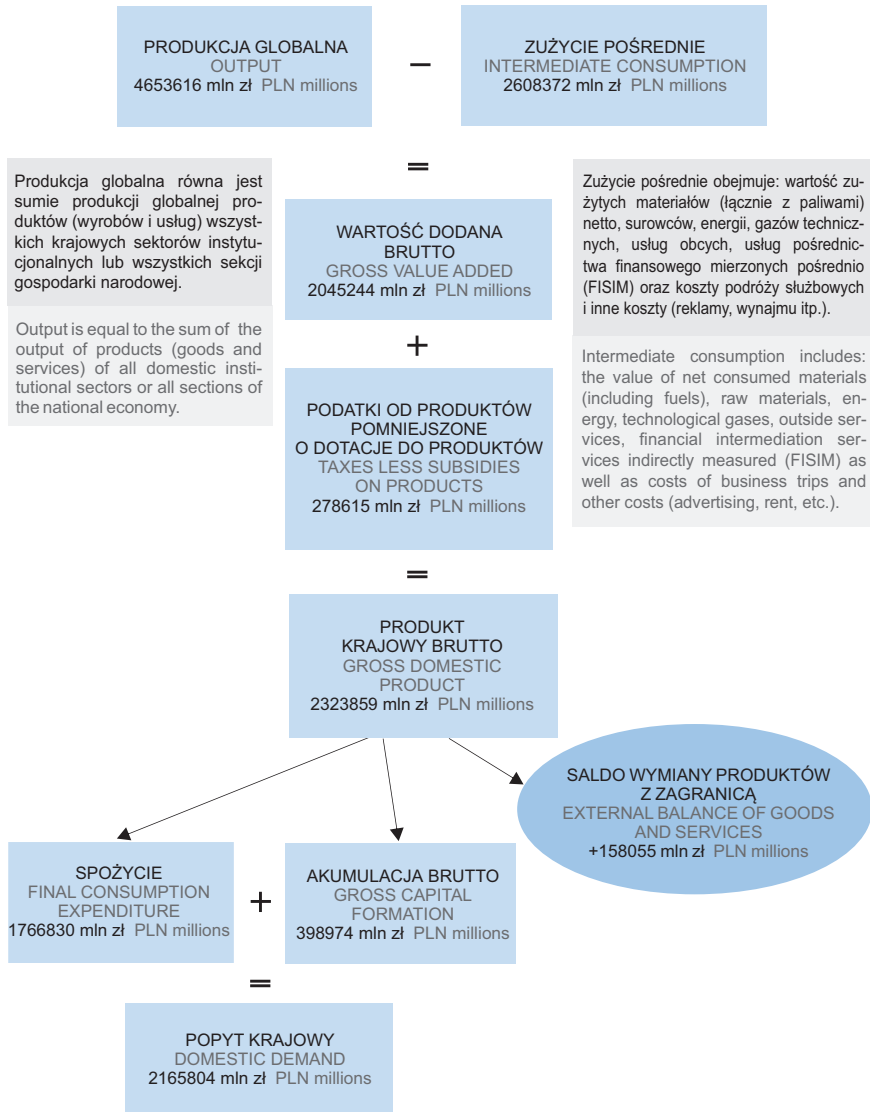 PRODUKCJA GLOBALNA
OUTPUT
4653616 mln zł PLN millions
–
ZUŻYCIE POŚREDNIE
INTERMEDIATE CONSUMPTION
2608372 mln zł PLN millions
=
Produkcja globalna równa jest
sumie produkcji globalnej pro-
duktów (wyrobów i usług) wszyst-
kich krajowych sektorów instytu-
cjonalnych lub wszystkich sekcji
gospodarki narodowej.
Output is equal to the sum of the
output of products (goods and
services) of all domestic insti-
tutional sectors or all sections of
the national economy.
WARTOŚĆ DODANA
BRUTTO
GROSS VALUE ADDED
2045244 mln zł PLN millions
+
PODATKI OD PRODUKTÓW
POMNIEJSZONE
O DOTACJE DO PRODUKTÓW
TAXES LESS SUBSIDIES
ON PRODUCTS
278615 mln zł PLN millions
Zużycie pośrednie obejmuje: wartość zu-
żytych materiałów (łącznie z paliwami)
netto, surowców, energii, gazów technicz-
nych, usług obcych, usług pośrednic-
twa finansowego mierzonych pośrednio
(FISIM) oraz koszty podróży służbowych
i inne koszty (reklamy, wynajmu itp.).
Intermediate consumption includes:
the value of net consumed materials
(including fuels), raw materials, en-
ergy, technological gases, outside ser-
vices, financial intermediation ser-
vices indirectly measured (FISIM) as
well as costs of business trips and
other costs (advertising, rent, etc.).
=
PRODUKT
KRAJOWY BRUTTO
GROSS DOMESTIC
PRODUCT
2323859 mln zł PLN millions
SALDO WYMIANY PRODUKTÓW
Z ZAGRANICĄ
EXTERNAL BALANCE OF GOODS
AND SERVICES
+158055 mln zł PLN millions
SPOŻYCIE
FINAL CONSUMPTION
EXPENDITURE
1766830 mln zł PLN millions
+
AKUMULACJA BRUTTO
GROSS CAPITAL
FORMATION
398974 mln zł PLN millions
=
POPYT KRAJOWY
DOMESTIC DEMAND
2165804 mln zł PLN millions